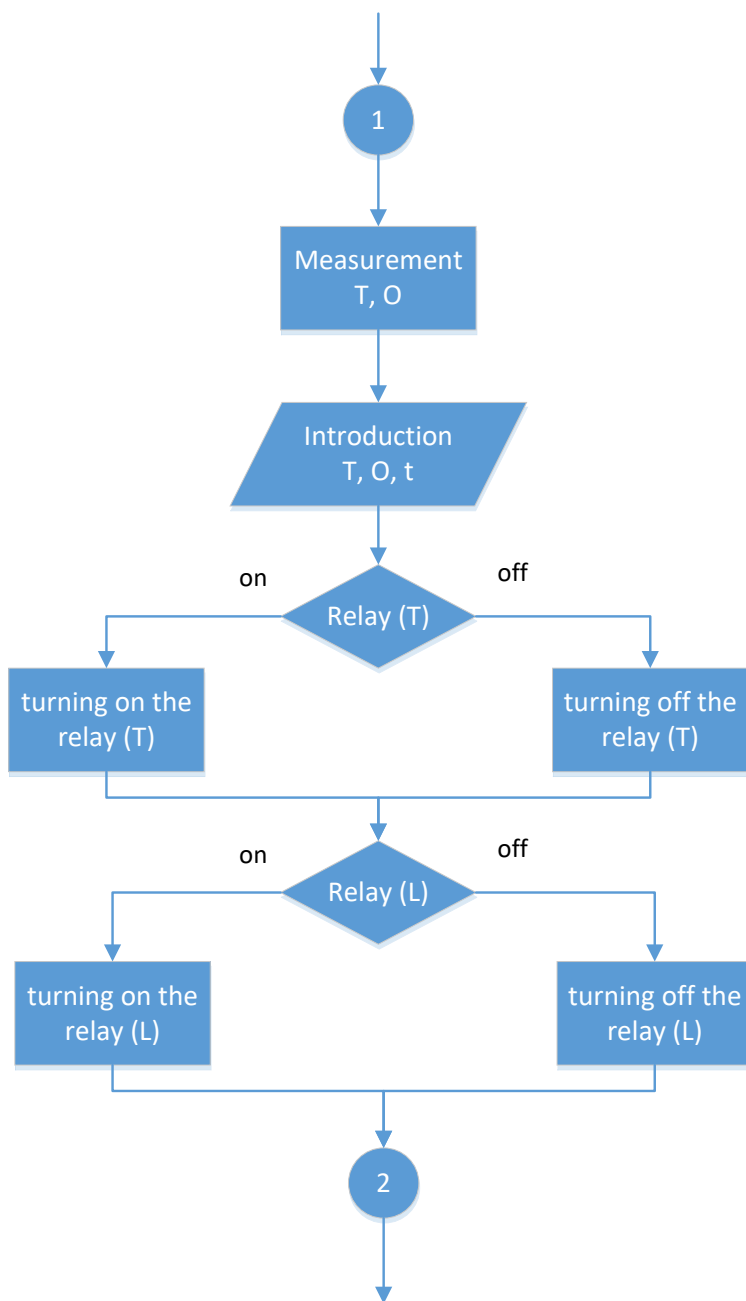 1
Measurement
T, O
Introduction
T, O, t
on
off
Relay (T)
turning on the
relay (T)
turning off the
relay (T)
on
off
Relay (L)
turning on the
relay (L)
turning off the
relay (L)
2